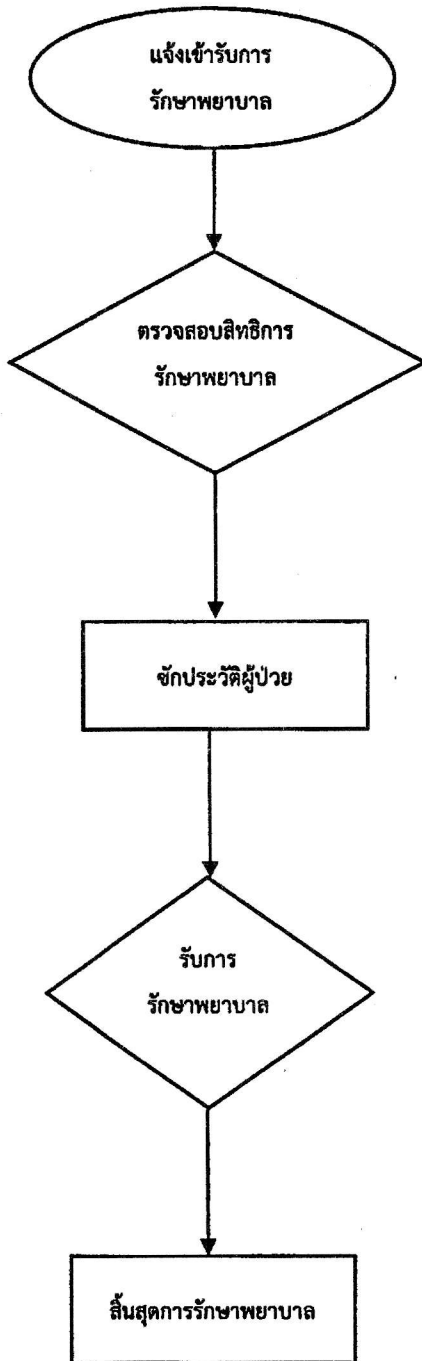 แจ้งเข้ารับการ
รักษาพยาบาล
ตรวจสอบสิทธิการ
รักษาพยาบาล
ซักประวัติผู้ป่วย
รับการ
รักษาพยาบาล
สิ้นสุดการรักษาพยาบาล